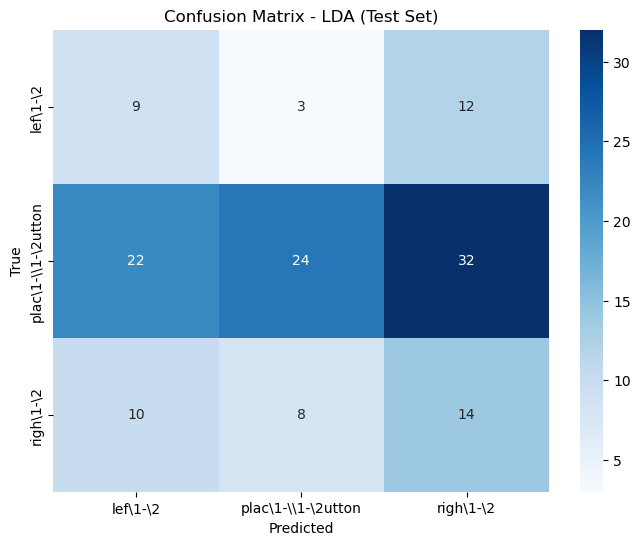 Confusion Matrix - LDA (Test Set)
lef\1-\2
9 3 12
30
25
True
plac\1-\\1-\2utton
22 24 32
20
15
righ\1-\2
10 8 14
10
5
lef\1-\2 plac\1-\\1-\2utton righ\1-\2
Predicted